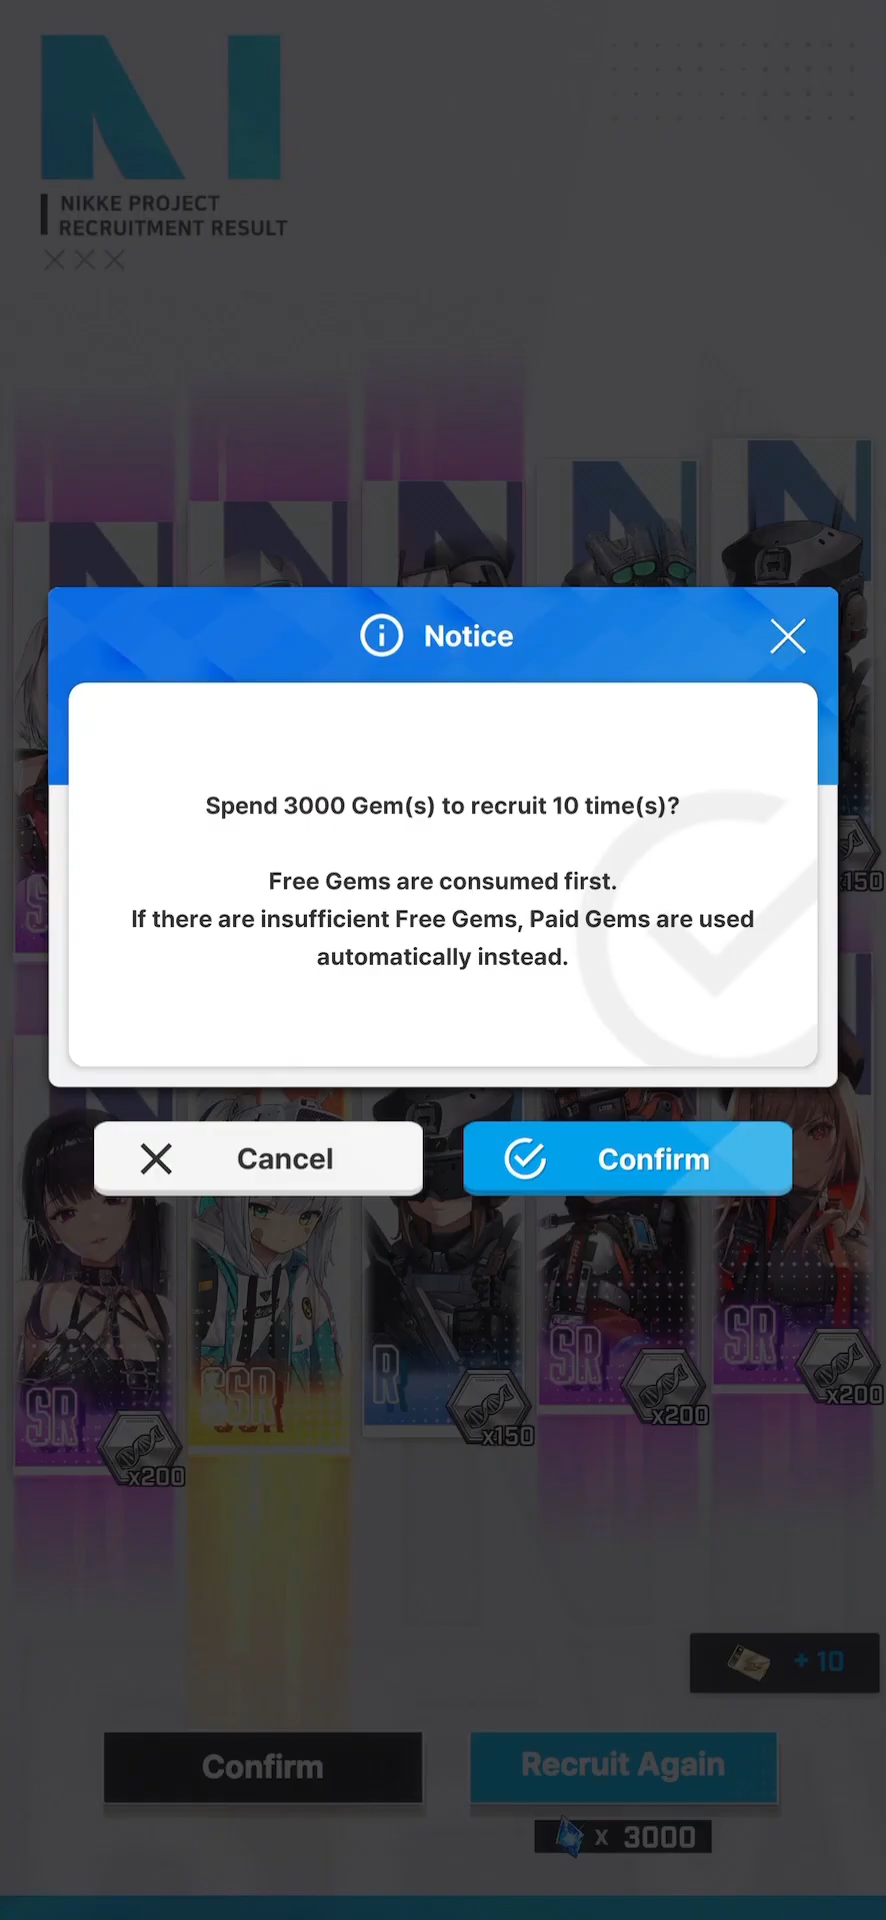 NIKKE PROJECT
RECRUITMENT RESULT
Notice
Spend 3000 Gem(s) to recruit 10 time(s)?
Free Gems are consumed first.
If there are insufficient Free Gems, Paid Gems are used
automatically instead.
x150
Cancel
Confirm
SR
SSR
R
SR
SR
x200
x150
x200
x200
+ 10
Confirm
Recruit Again
x 3000